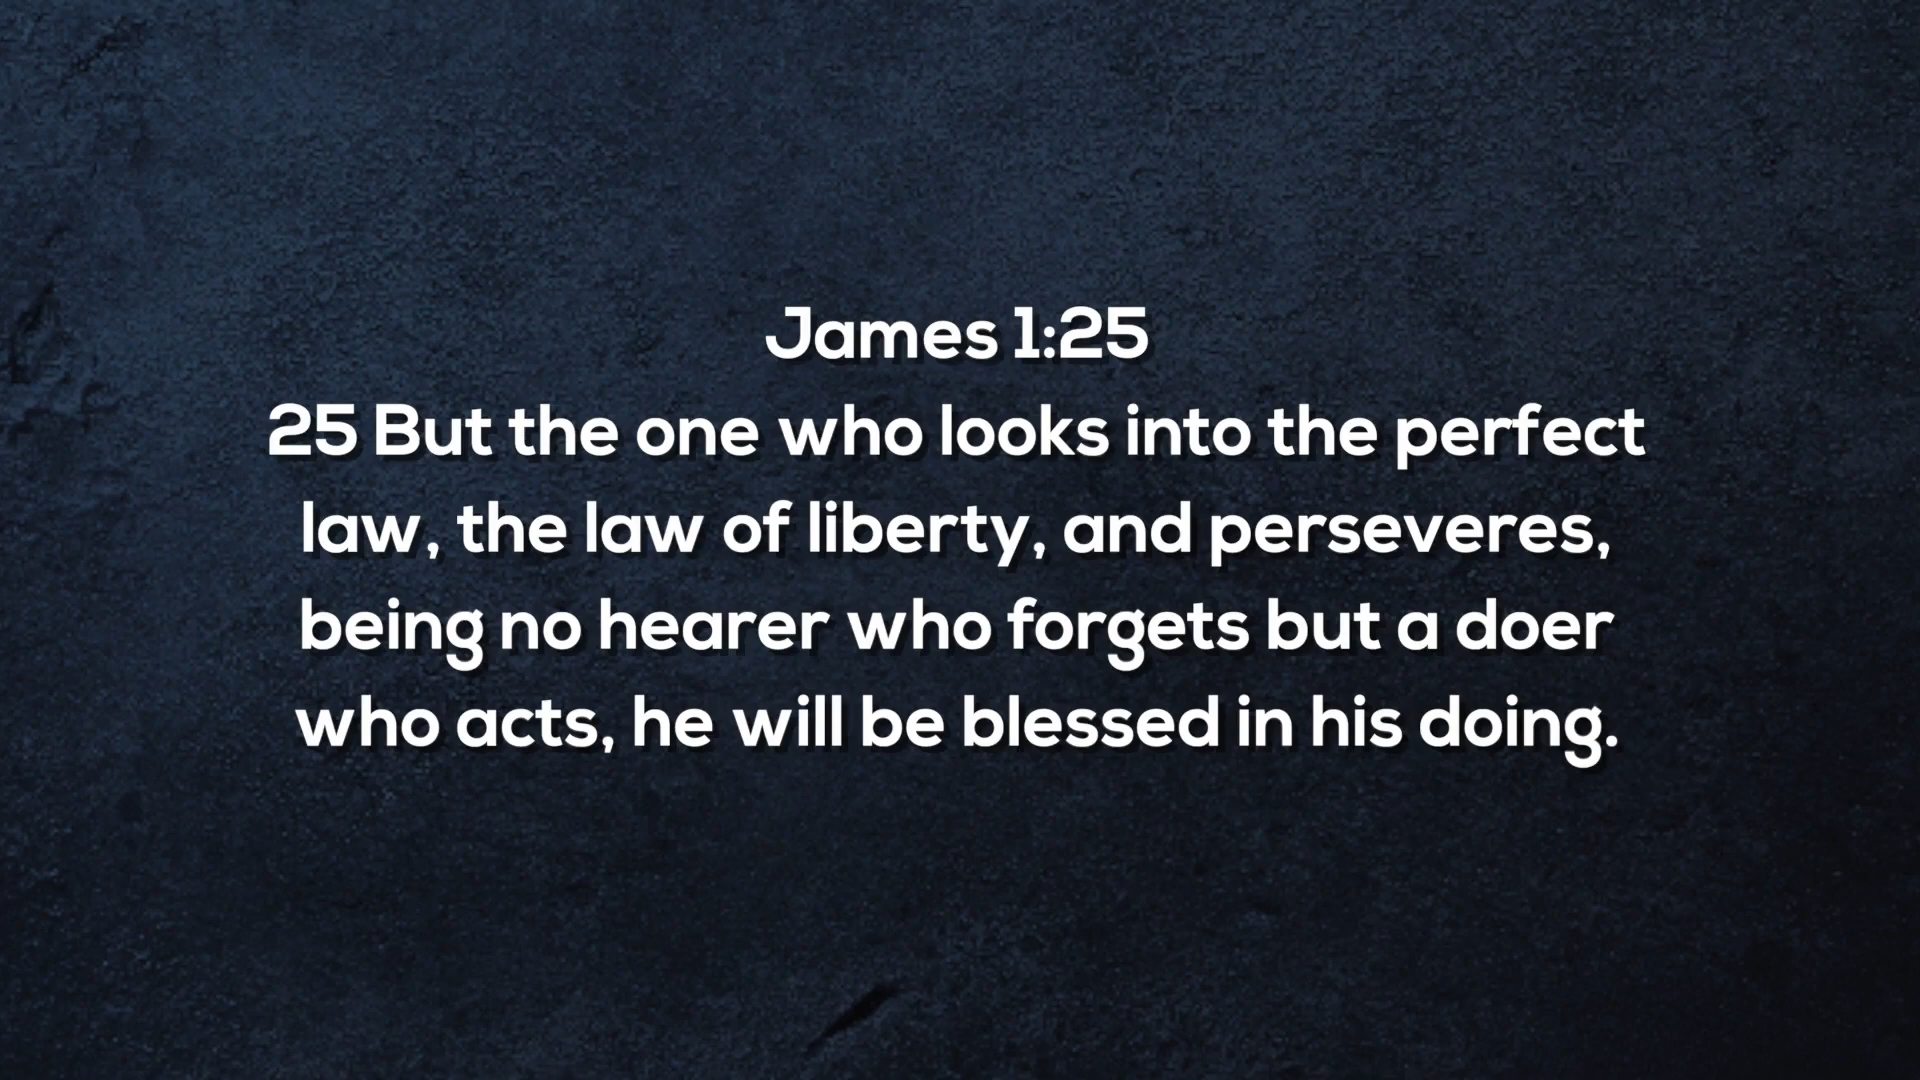 James 1:25
25 But the one who looks into the perfect
law, the law of liberty, and perseveres,
being no hearer who forgets but a doer
who acts, he will be blessed in his doing.